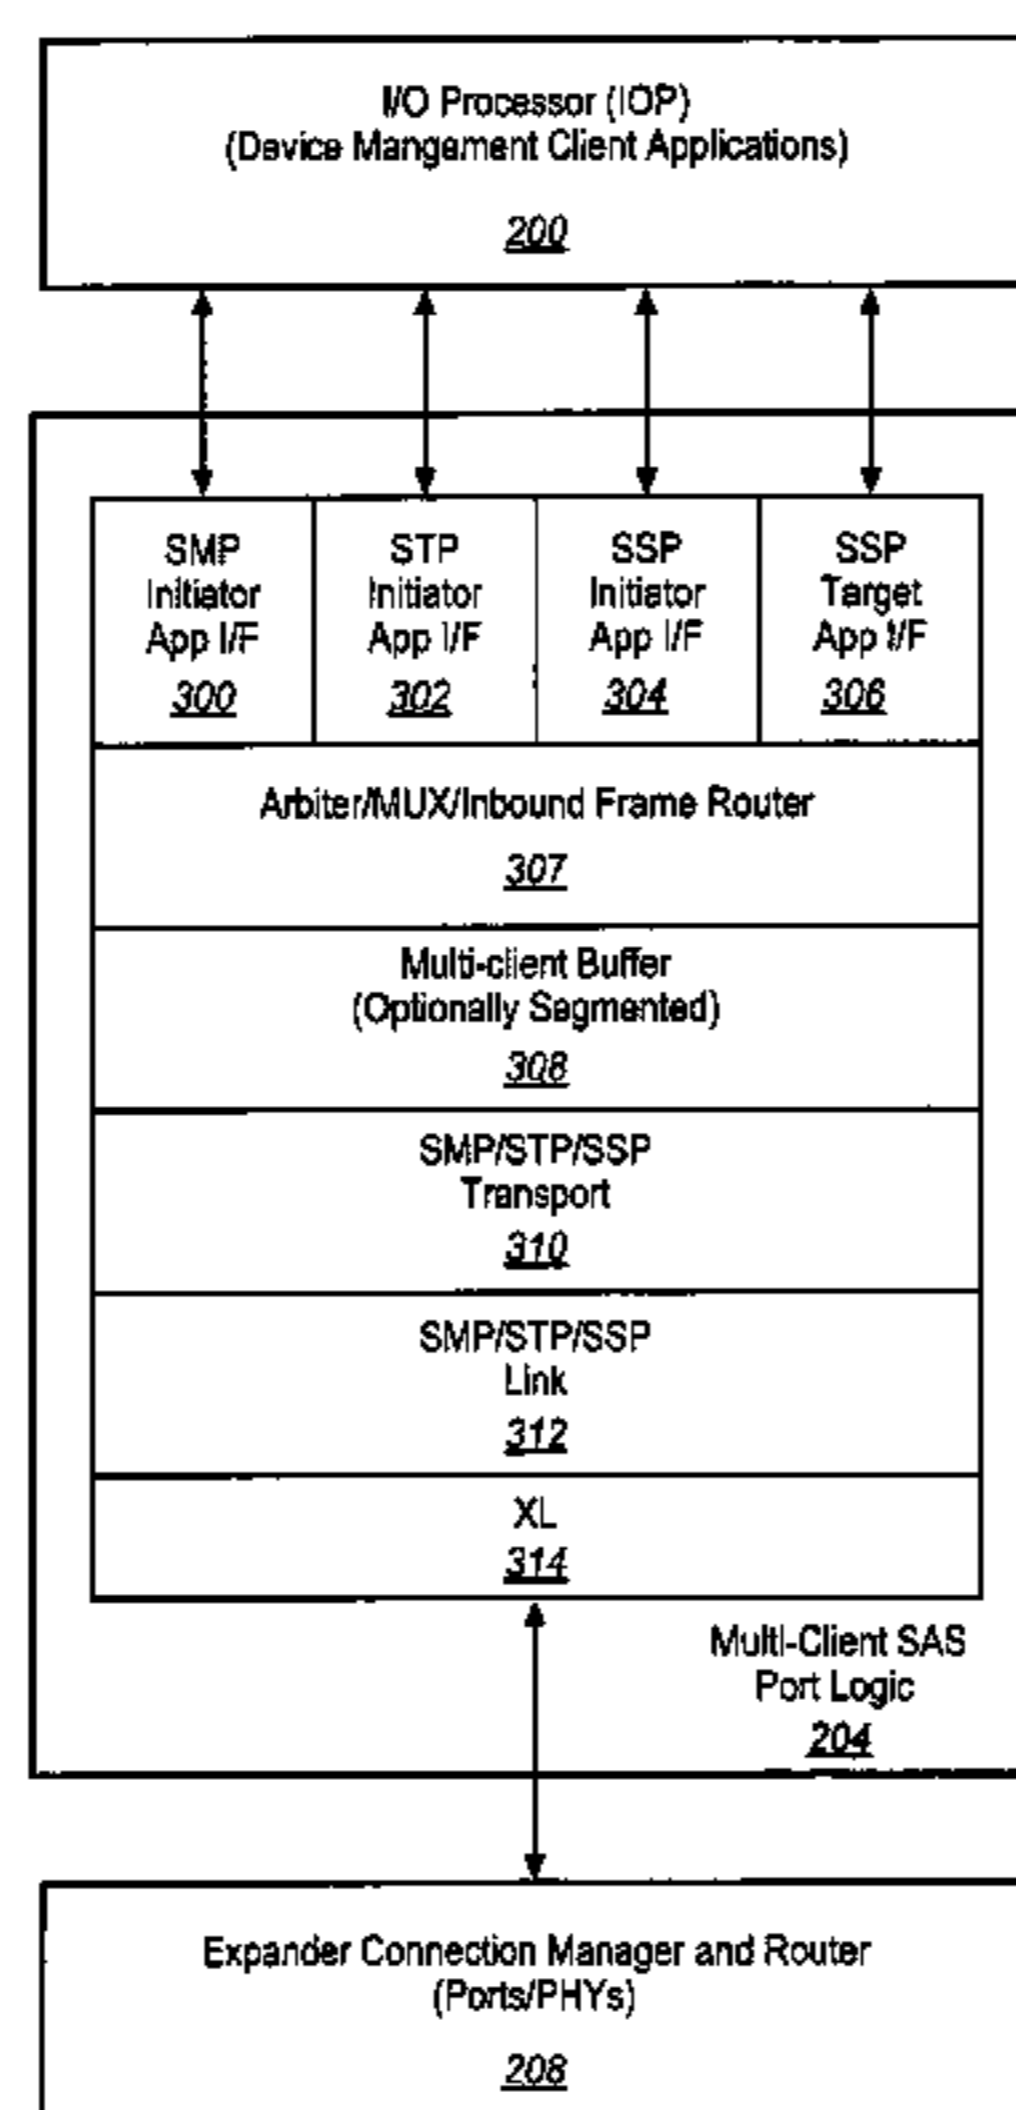 I/O Processor (IOP)
(Device Mangement Client Applications)
200
SMP
Initiator
App I/F
300
STP
Initiator
App I/F
302
SSP
Initiator
App I/F
304
SSP
Target
App I/F
306
Arbiter/MUX/Inbound Frame Router
307
Multi-client Buffer
(Optionally Segmented)
308
SMP/STP/SSP
Transport
310
SMP/STP/SSP
Link
312
XL
314
Multi-Client SAS
Port Logic
204
Expander Connection Manager and Router
(Ports/PHYs)
208